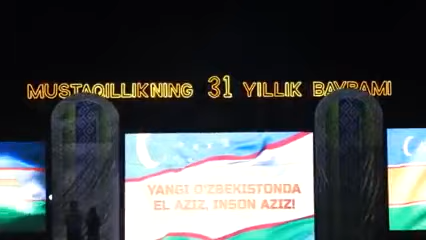 MUSTAQILLIKNING 31 YILLIK BAYRAMI
YANGI O'ZBEKISTONDA
EL AZIZ, INSON AZIZ!